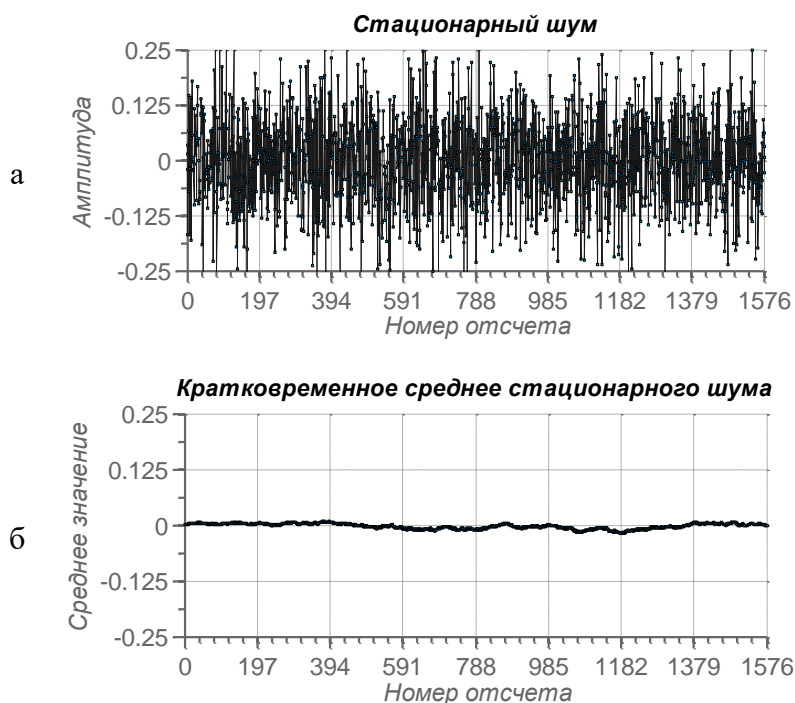 Стационарный шум
0.25
0.125
0
-0.125
-0.25
Амплитуда
а
0 197 394 591 788 985 1182 1379 1576
Номер отсчета
Кратковременное среднее стационарного шума
0.25
0.125
0
-0.125
-0.25
Среднее значение
б
0 197 394 591 788 985 1182 1379 1576
Номер отсчета